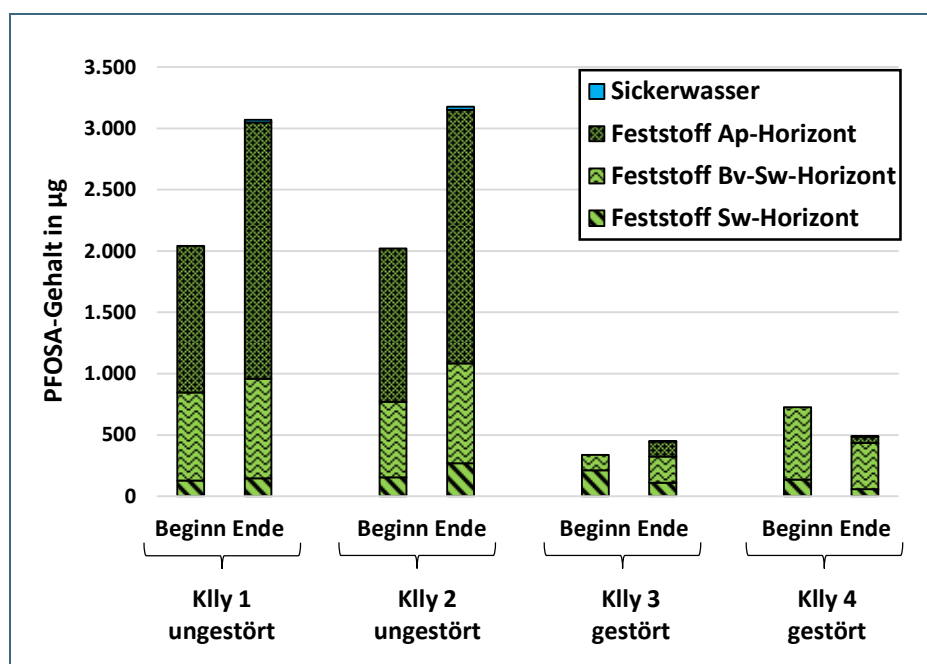 PFOSA-Gehalt in µg
3.500
3.000
2.500
2.000
1.500
1.000
500
0
Sickerwasser
Feststoff Ap-Horizont
Feststoff Bv-Sw-Horizont
Feststoff Sw-Horizont
Beginn Ende
Beginn Ende
Beginn Ende
Beginn Ende
Klly 1
ungestört
Klly 2
ungestört
Klly 3
gestört
Klly 4
gestört